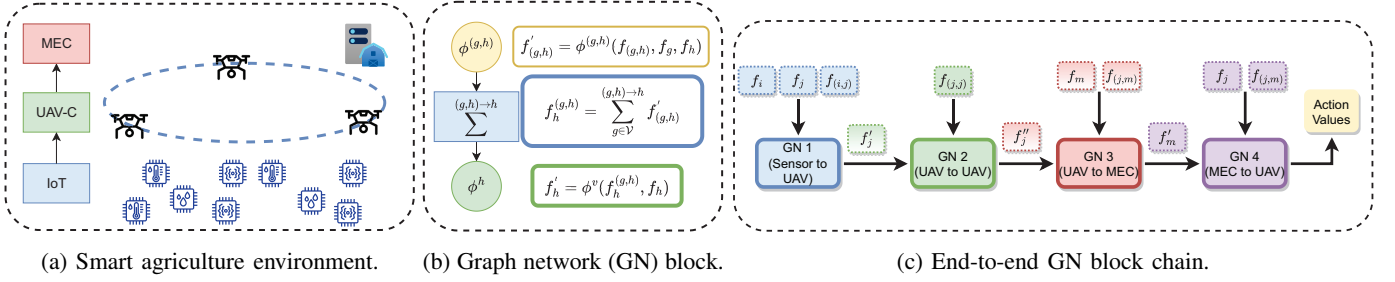 MEC
UAV-C
IoT
(a) Smart agriculture environment.
ϕ^{(g,h)}
f'_{(g,h)} = ϕ^{(g,h)}(f_{(g,h)}, f_g, f_h)
∑^{(g,h)→h}
f_h^{(g,h)} = ∑_{g∈𝒱}^{(g,h)→h} f'_{(g,h)}
ϕ^h
f'_h = ϕ^v(f_h^{(g,h)}, f_h)
(b) Graph network (GN) block.
f_i f_j f_{(i,j)}
GN 1
(Sensor to
UAV)
f'_j
f_{(j,j)}
GN 2
(UAV to UAV)
f''_j
f_m f_{(j,m)}
GN 3
(UAV to MEC)
f'_m
f_j f_{(j,m)}
GN 4
(MEC to UAV)
Action
Values
(c) End-to-end GN block chain.